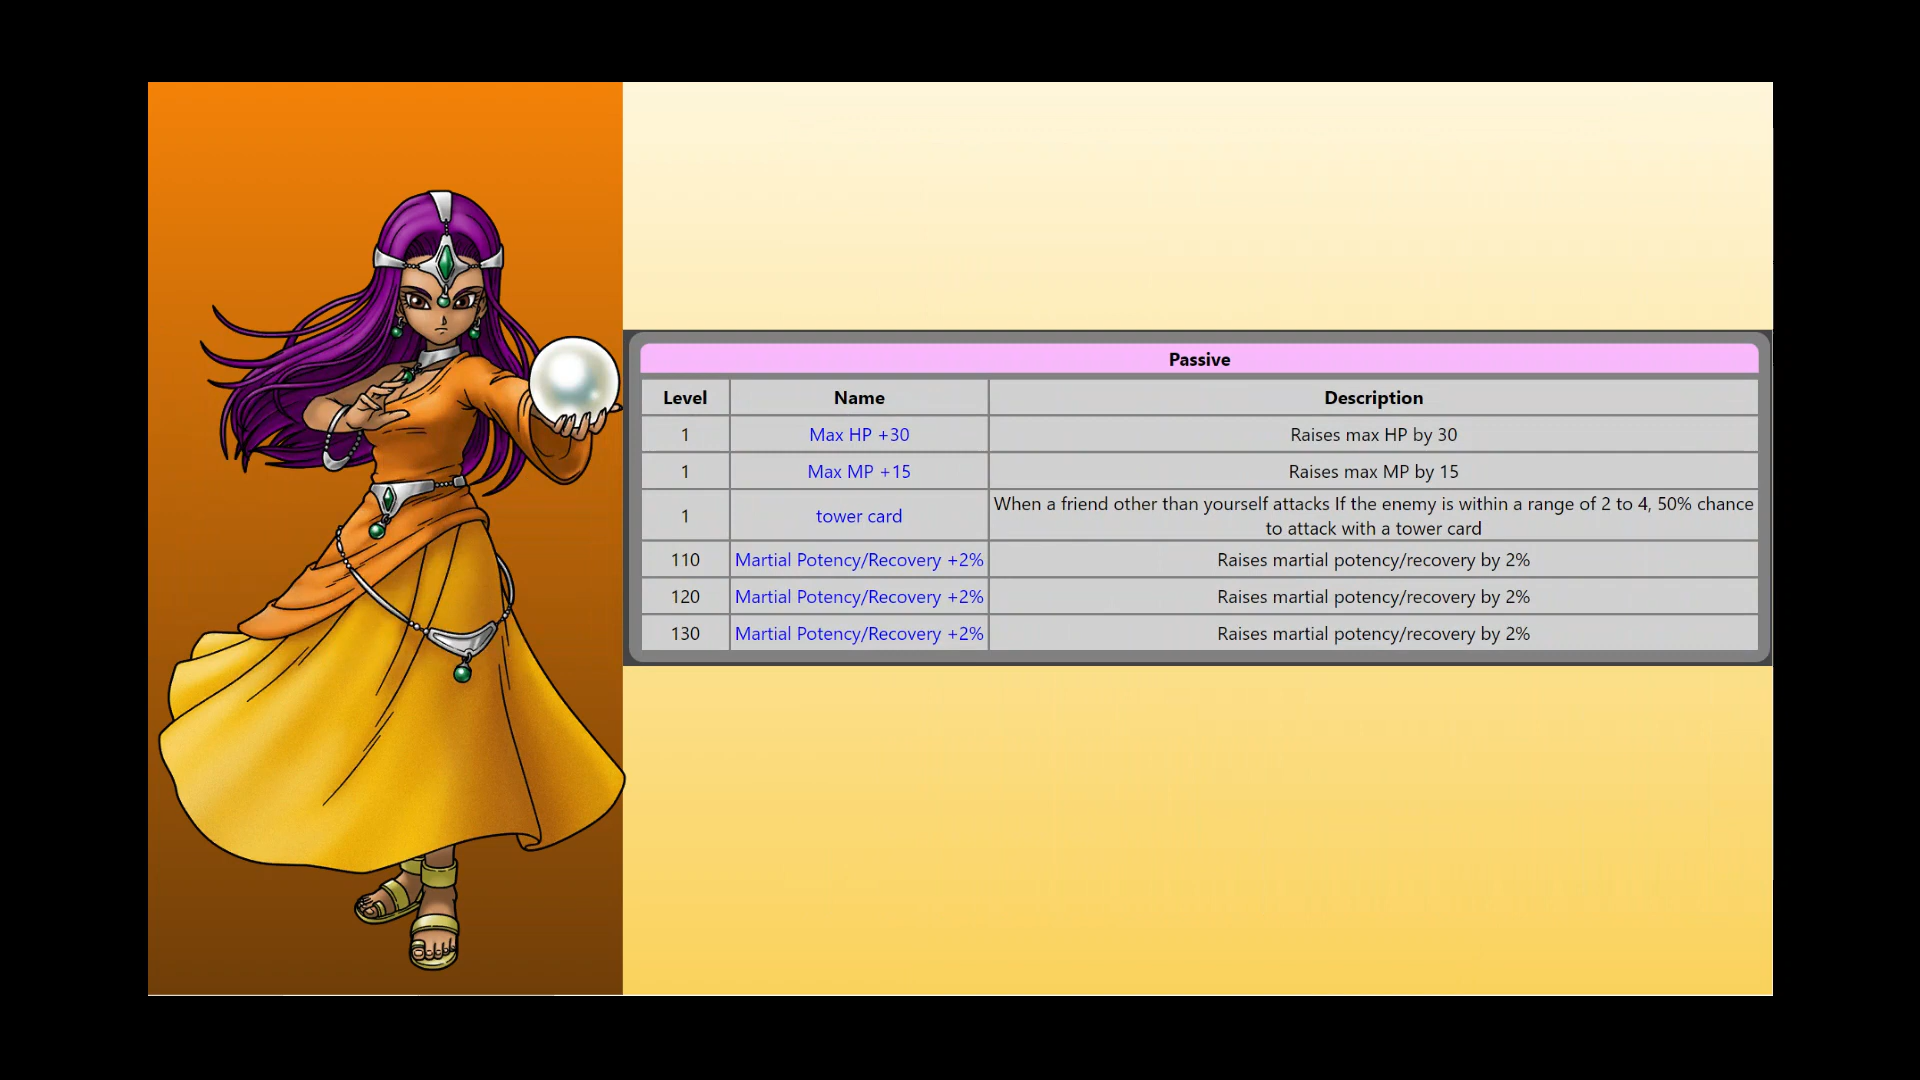 Passive
Level Name Description
1 Max HP +30 Raises max HP by 30
1 Max MP +15 Raises max MP by 15
1 tower card When a friend other than yourself attacks If the enemy is within a range of 2 to 4, 50% chance
to attack with a tower card
110 Martial Potency/Recovery +2% Raises martial potency/recovery by 2%
120 Martial Potency/Recovery +2% Raises martial potency/recovery by 2%
130 Martial Potency/Recovery +2% Raises martial potency/recovery by 2%